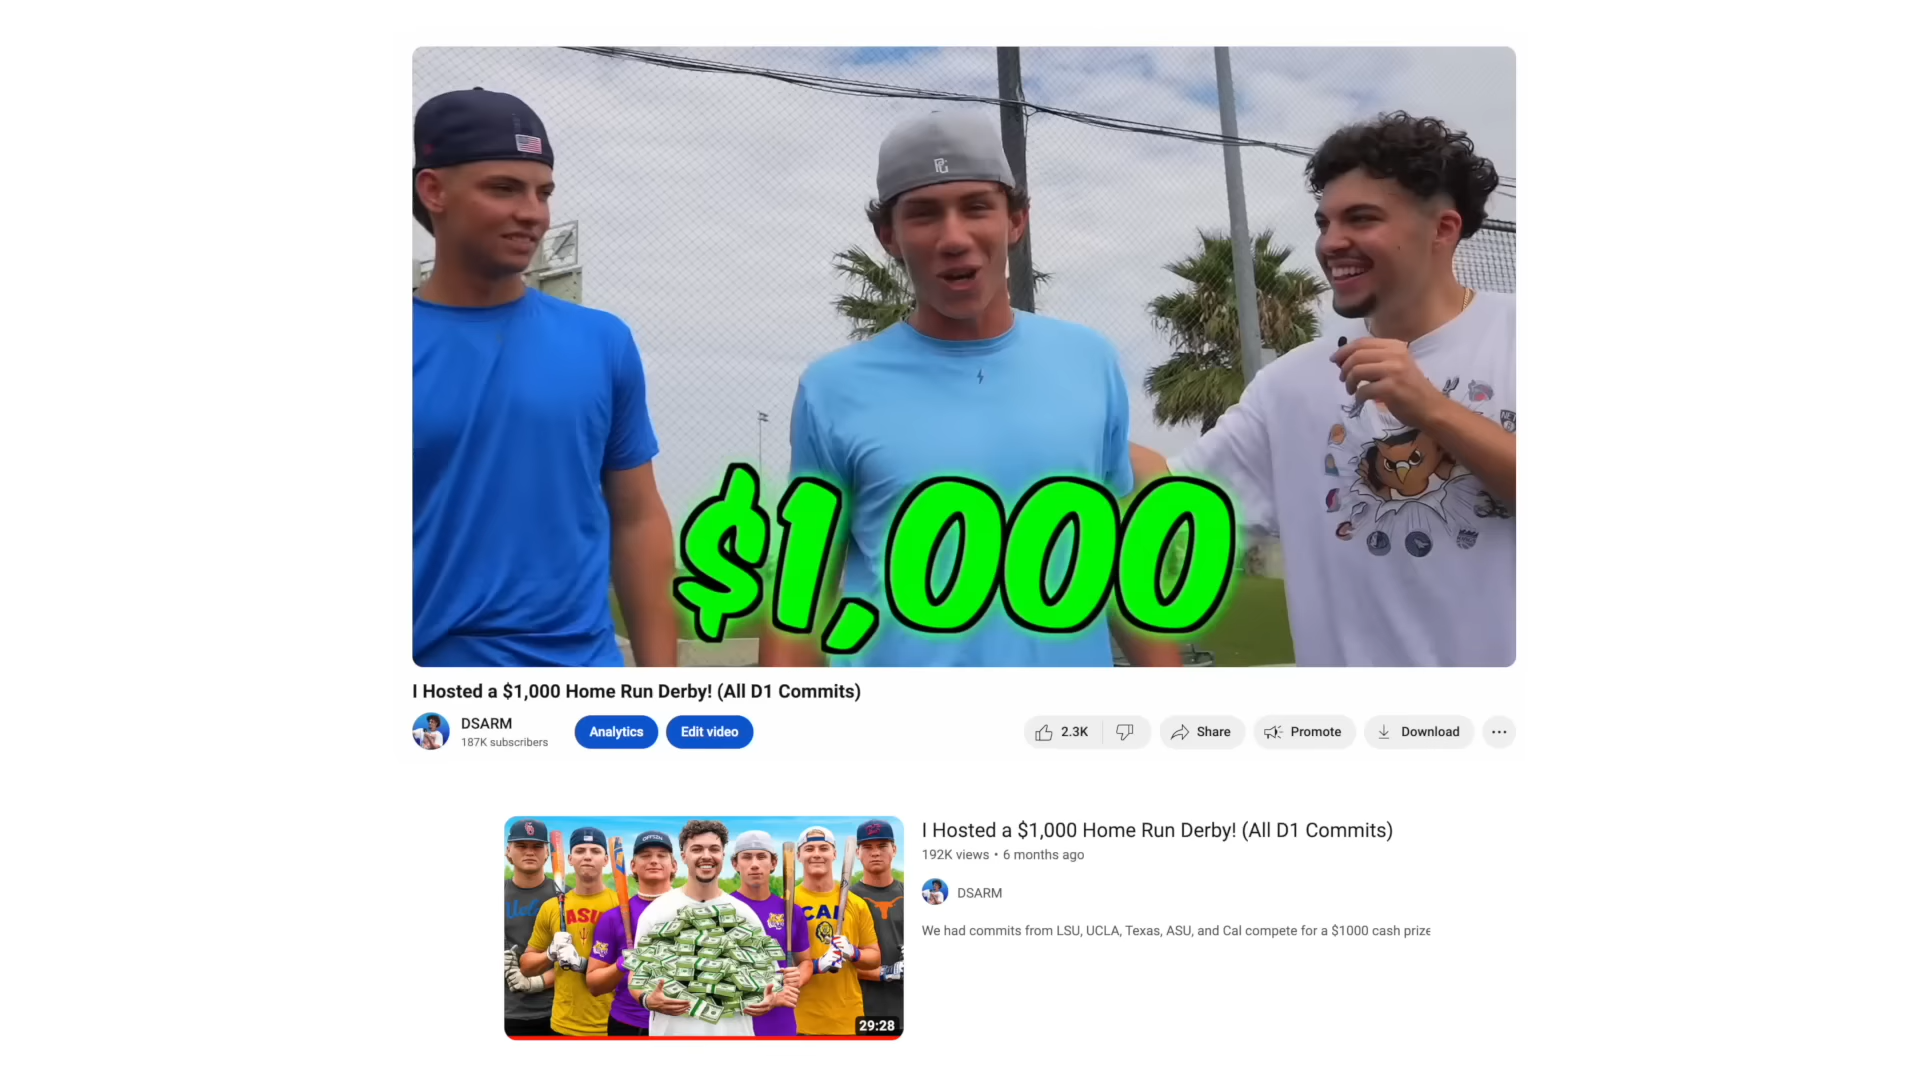 $1,000
I Hosted a $1,000 Home Run Derby! (All D1 Commits)
DSARM
187K subscribers
Analytics
Edit video
2.3K
Share
Promote
Download
I Hosted a $1,000 Home Run Derby! (All D1 Commits)
192K views • 6 months ago
DSARM
We had commits from LSU, UCLA, Texas, ASU, and Cal compete for a $1000 cash prize
ASU
CAL
29:28